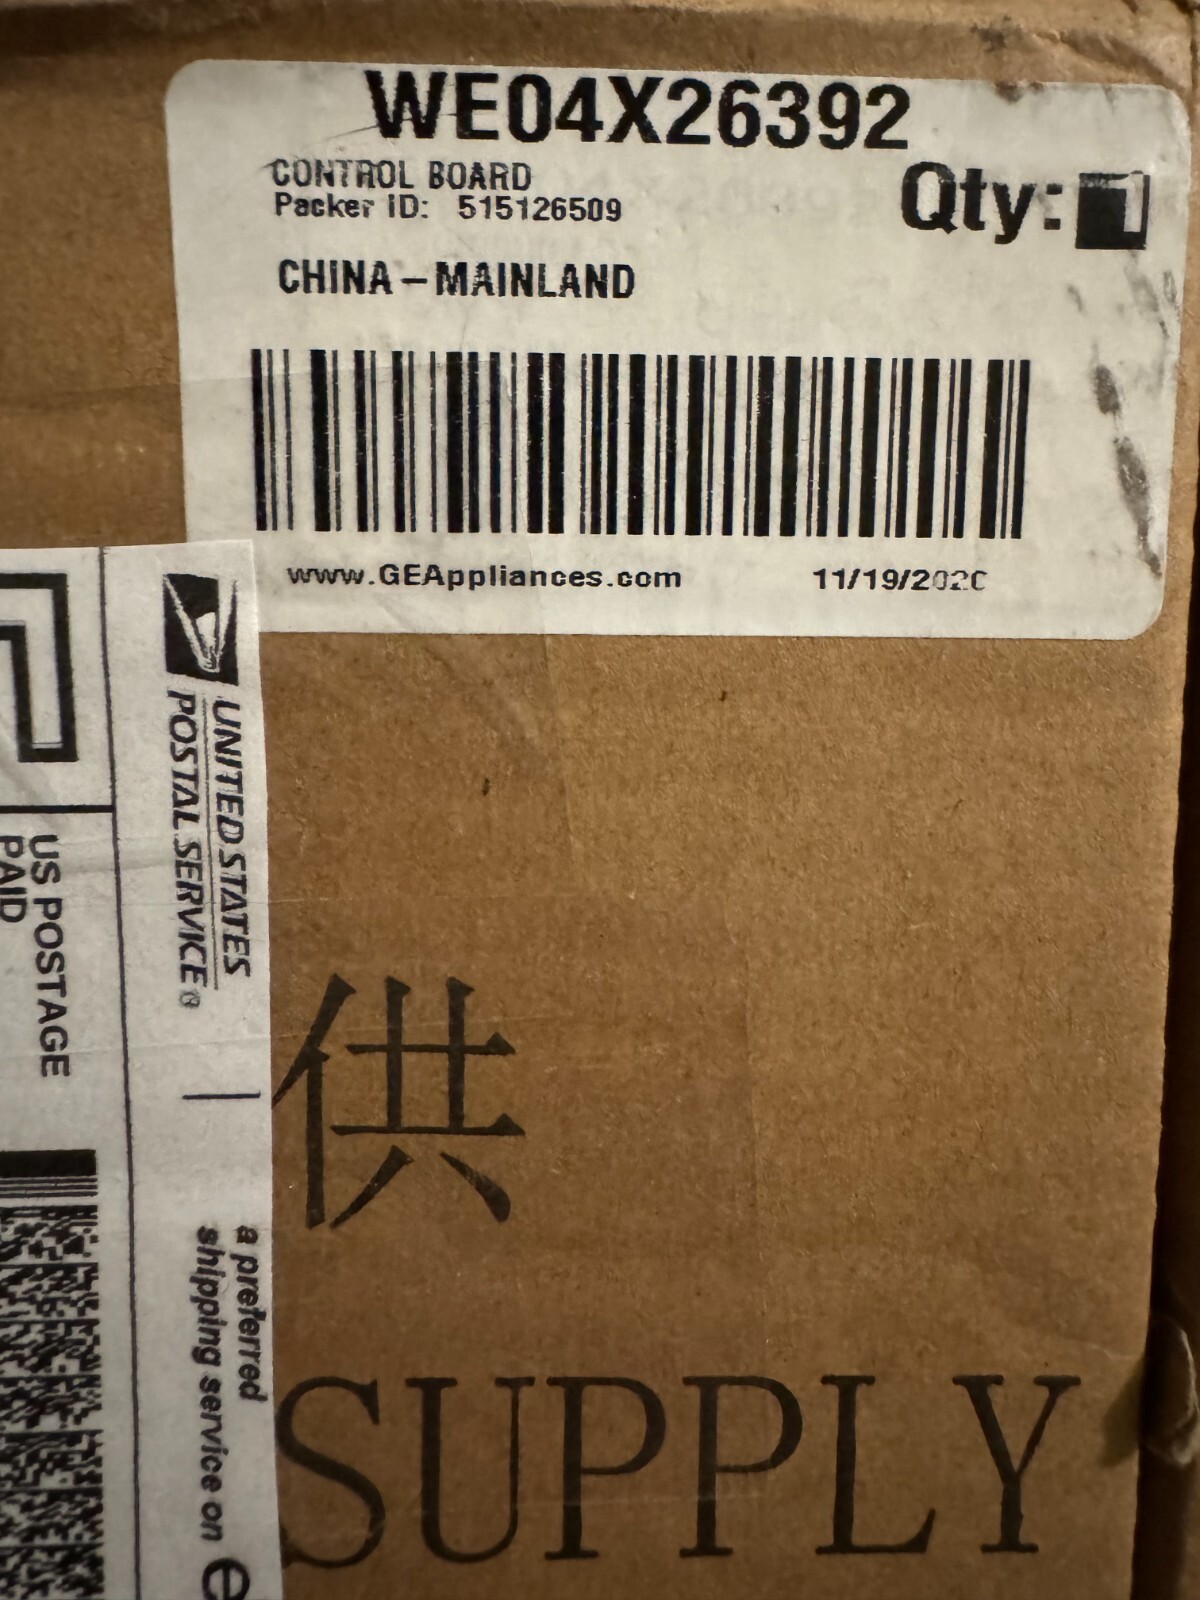 WE04X26392
CONTROL BOARD
Qty: 1
Packer ID: 515126509
CHINA - MAINLAND
www.GEAppliances.com
11/19/2020
UNITED STATES
POSTAL SERVICE®
US POSTAGE
PAID
a preferred
shipping service on e
供
SUPPLY